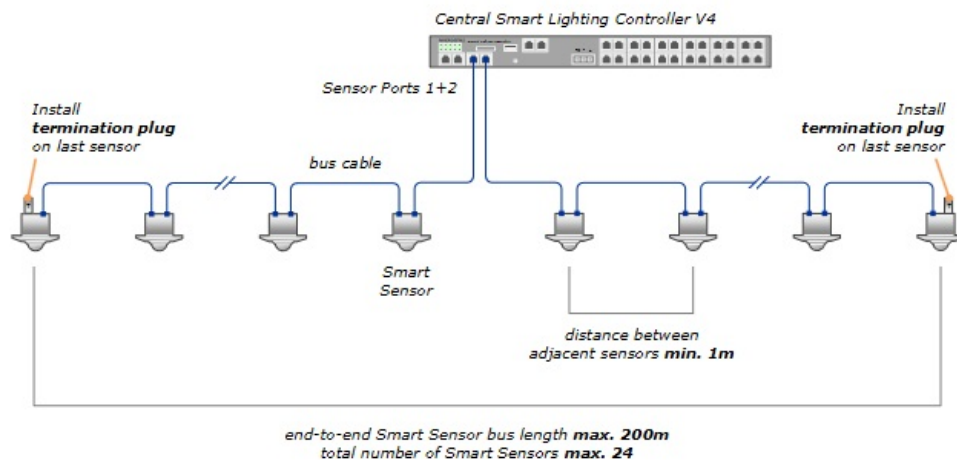 Central Smart Lighting Controller V4
Sensor Ports 1+2
Install
termination plug
on last sensor
Install
termination plug
on last sensor
bus cable
Smart
Sensor
distance between
adjacent sensors min. 1m
end-to-end Smart Sensor bus length max. 200m
total number of Smart Sensors max. 24